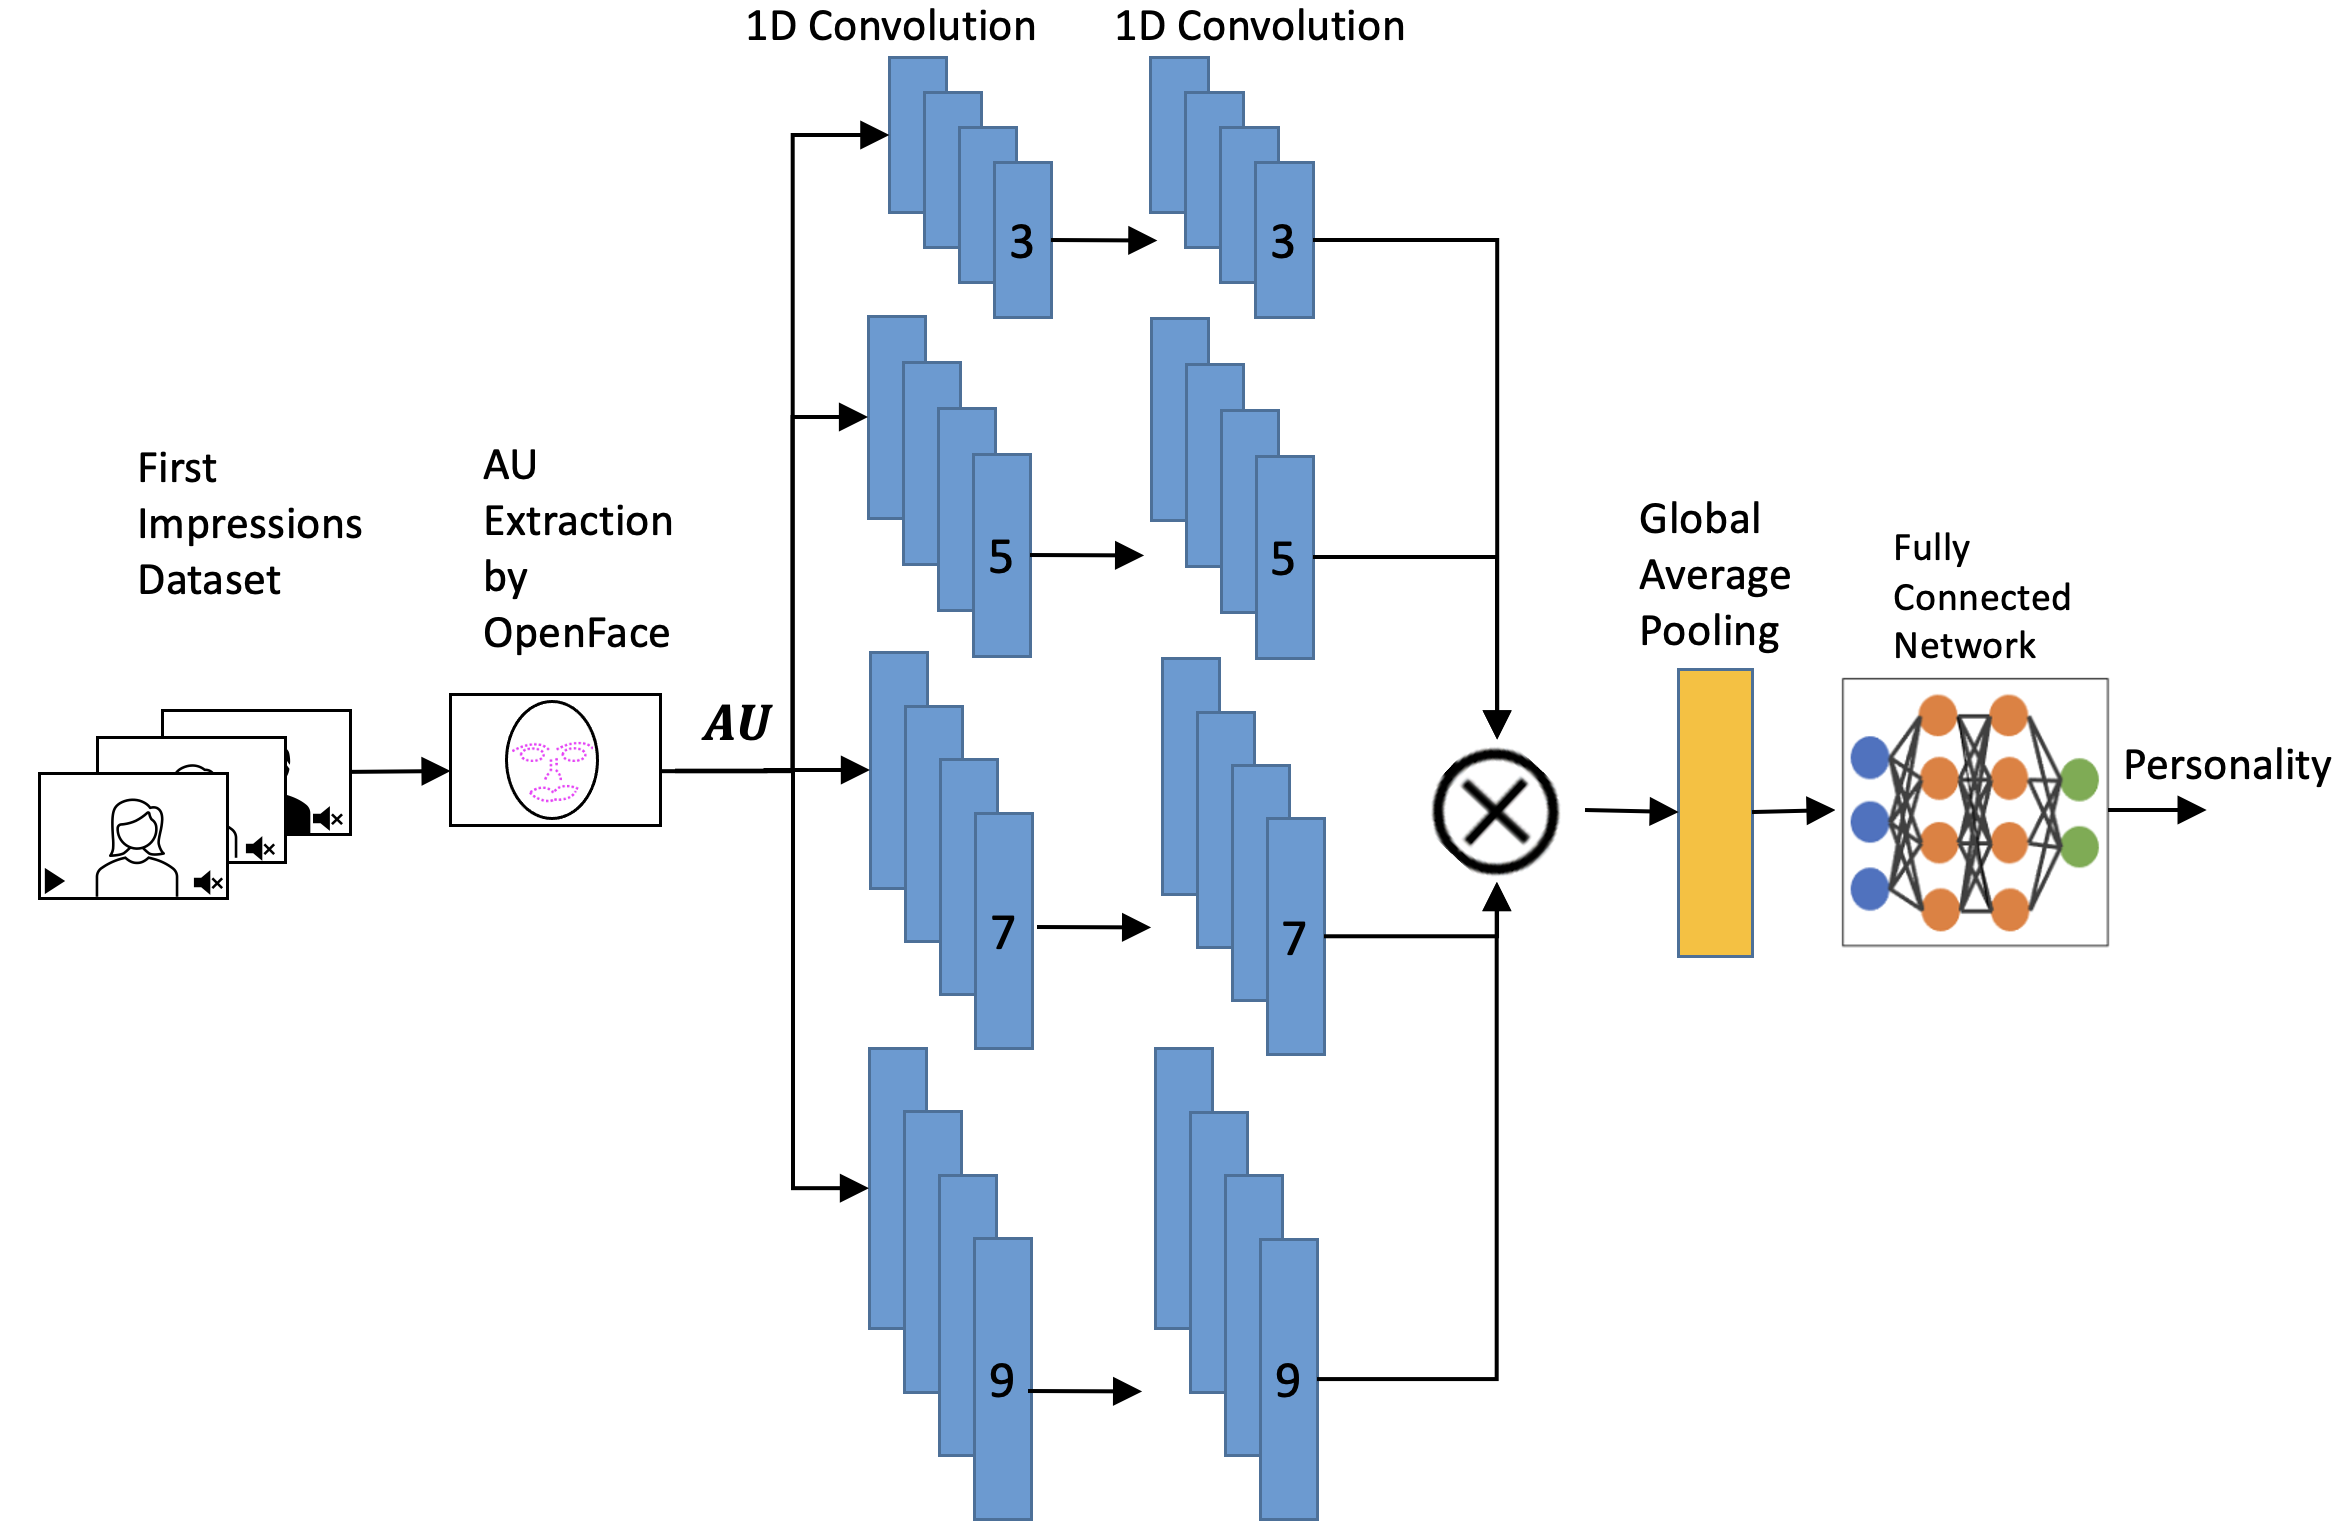 1D Convolution
1D Convolution
3
3
First
Impressions
Dataset
AU
Extraction
by
OpenFace
5
5
Global
Average
Pooling
Fully
Connected
Network
AU
Personality
7
7
9
9